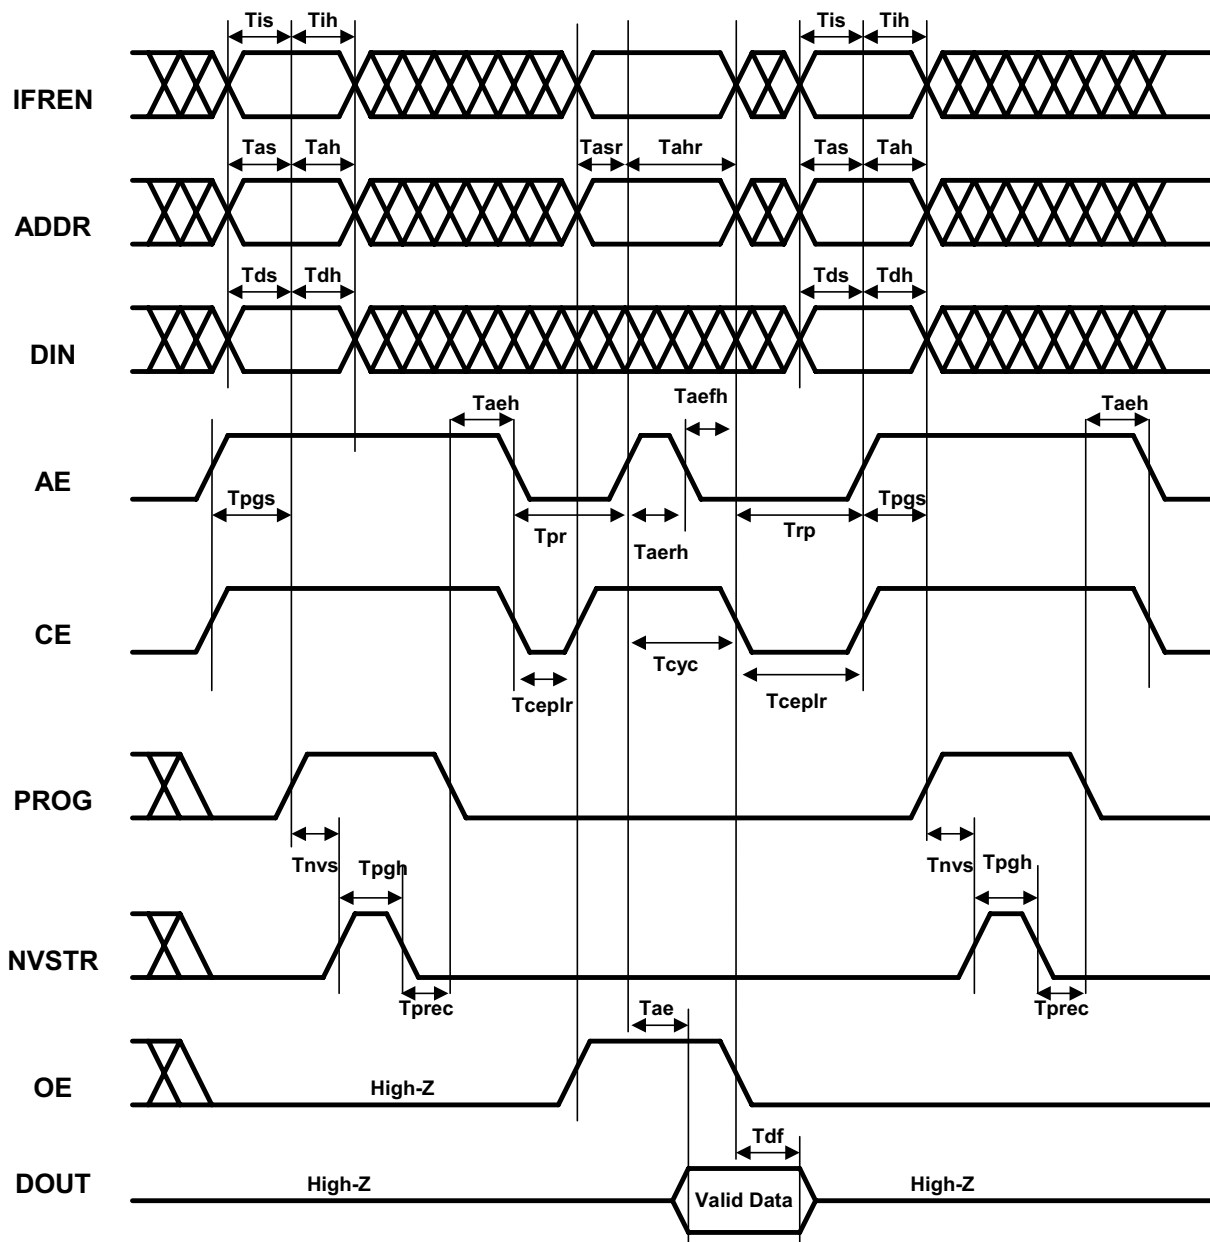 Tis Tih Tis Tih
IFREN
Tas Tah Tasr Tahr Tas Tah
ADDR
Tds Tdh Tds Tdh
DIN
Taeh Taefh Taeh
AE
Tpgs Tpr Taerh Trp Tpgs
CE
Tceplr Tcyc Tceplr
PROG
Tnvs Tpgh Tnvs Tpgh
NVSTR
Tprec Tae Tprec
OE
High-Z
Tdf
DOUT
High-Z Valid Data High-Z